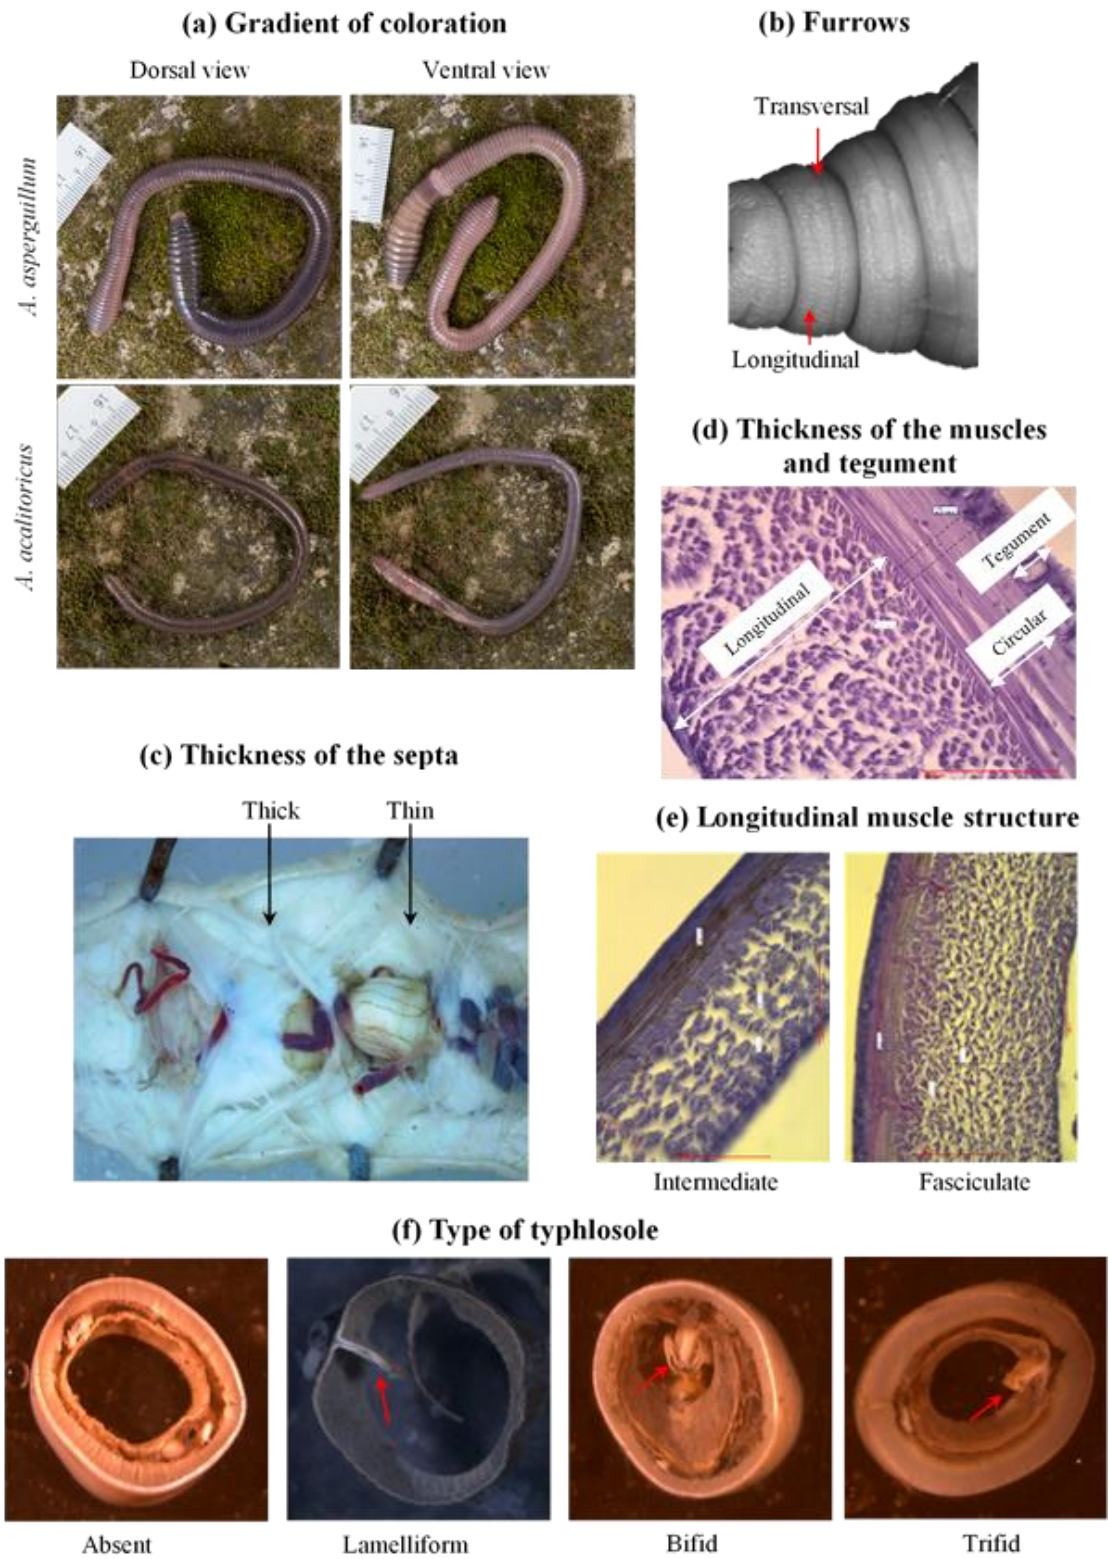 (a) Gradient of coloration
(b) Furrows
Dorsal view
Ventral view
Transversal
A. asperguillum
Longitudinal
A. acalitoricus
(d) Thickness of the muscles
and tegument
Tegument
Longitudinal
Circular
(c) Thickness of the septa
Thick
Thin
(e) Longitudinal muscle structure
Intermediate
Fasciculate
(f) Type of typhlosole
Absent
Lamelliform
Bifid
Trifid